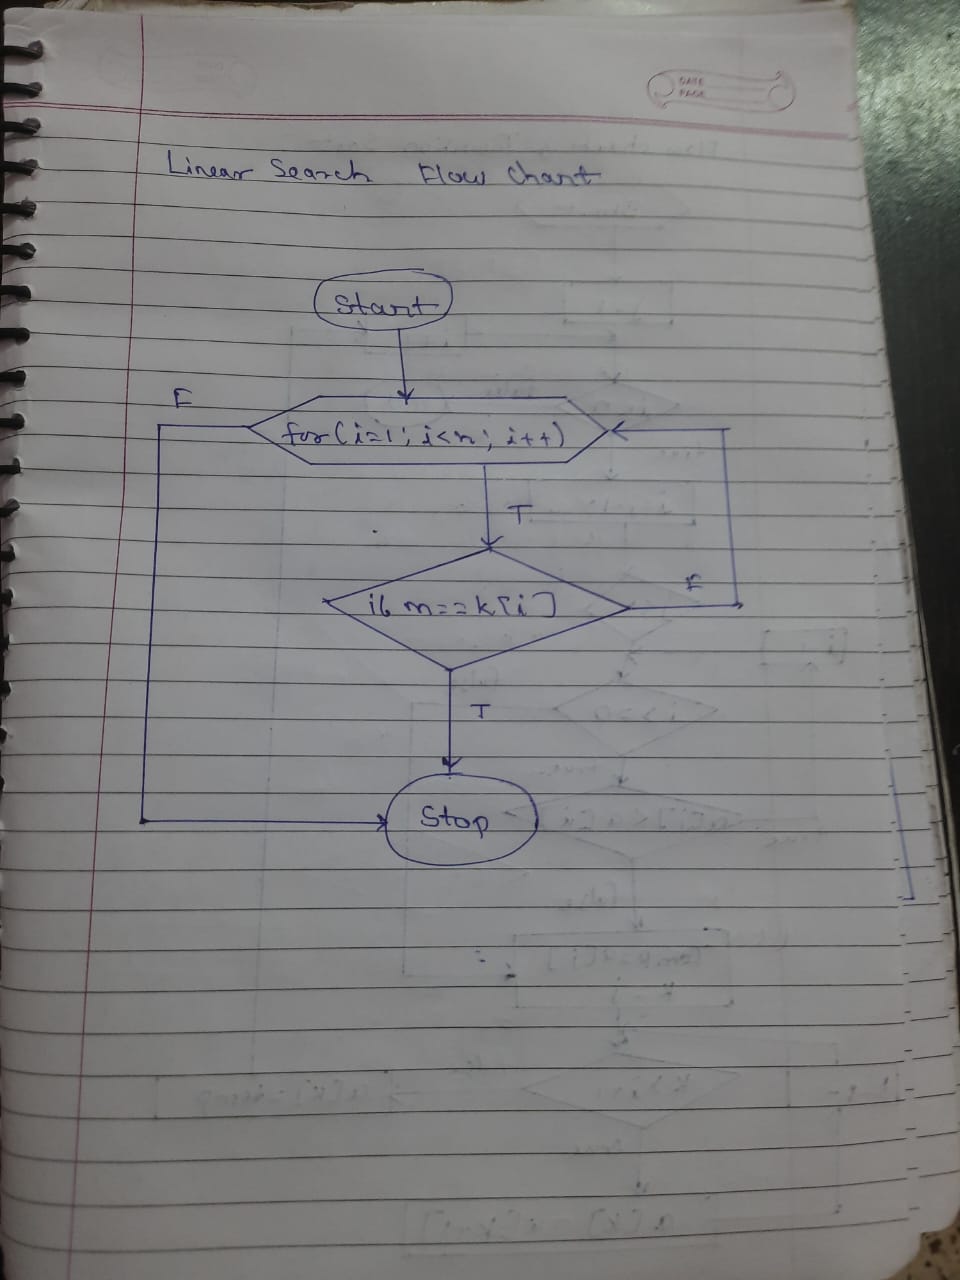 DATE
PAGE
Linear Search Flow Chart
Start
F
for(i=1; i<n; i++)
T
if m==k[i]
F
T
Stop